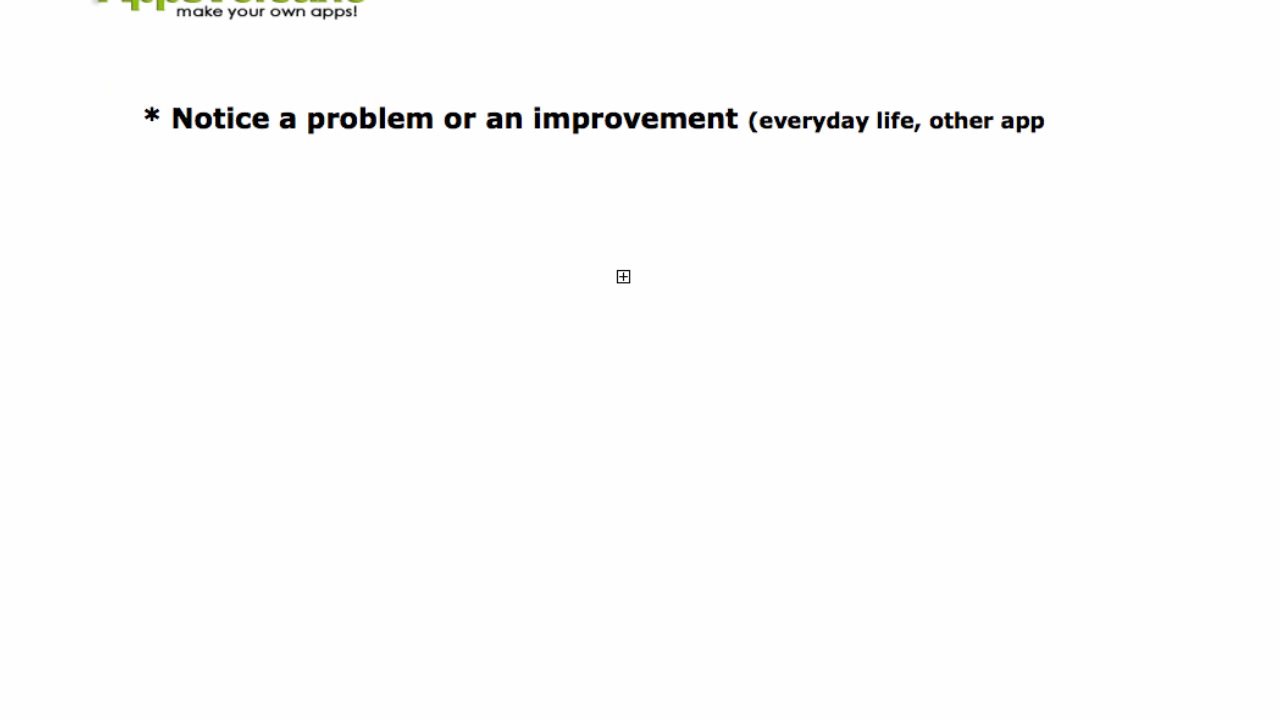 make your own apps!
* Notice a problem or an improvement (everyday life, other app